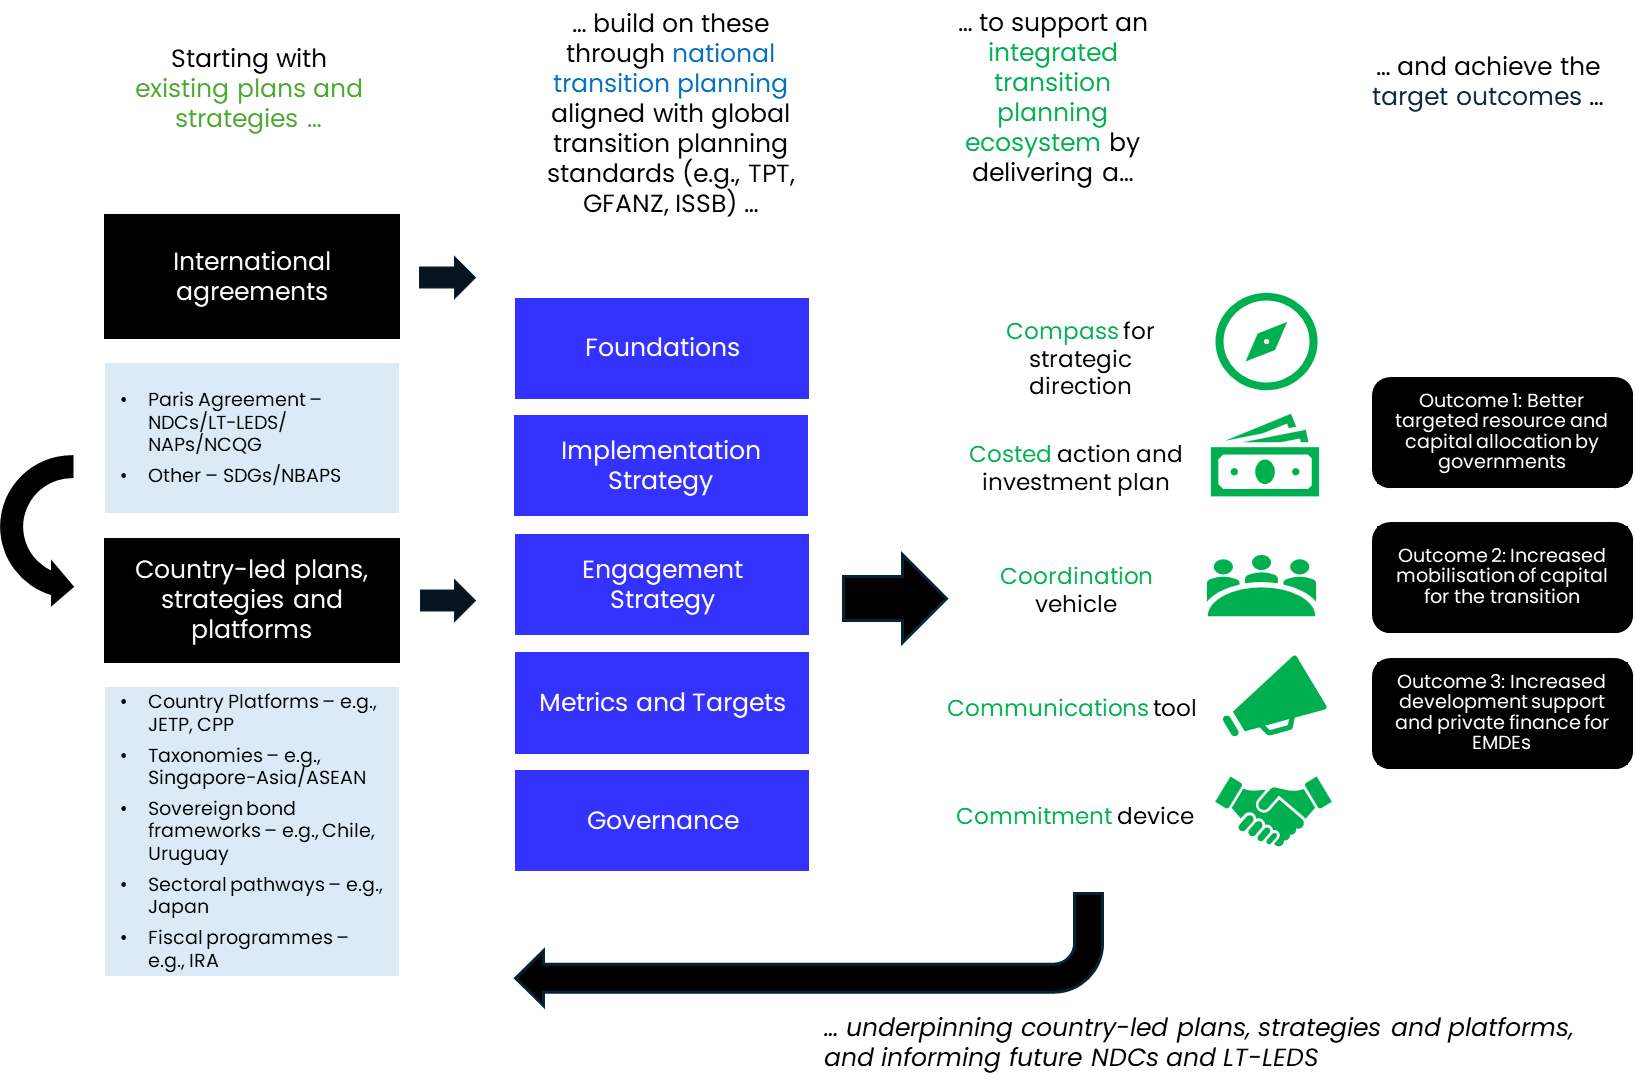 Starting with
existing plans and
strategies ...
... build on these
through national
transition planning
aligned with global
transition planning
standards (e.g., TPT,
GFANZ, ISSB) ...
... to support an
integrated
transition
planning
ecosystem by
delivering a...
... and achieve the
target outcomes ...
International
agreements
• Paris Agreement –
NDCs/LT-LEDS/
NAPs/NCQG
• Other – SDGs/NBAPS
Country-led plans,
strategies and
platforms
• Country Platforms – e.g.,
JETP, CPP
• Taxonomies – e.g.,
Singapore-Asia/ASEAN
• Sovereign bond
frameworks – e.g., Chile,
Uruguay
• Sectoral pathways – e.g.,
Japan
• Fiscal programmes –
e.g., IRA
Foundations
Implementation
Strategy
Engagement
Strategy
Metrics and Targets
Governance
Compass for
strategic
direction
Costed action and
investment plan
Coordination
vehicle
Communications tool
Commitment device
Outcome 1: Better
targeted resource and
capital allocation by
governments
Outcome 2: Increased
mobilisation of capital
for the transition
Outcome 3: Increased
development support
and private finance for
EMDEs
... underpinning country-led plans, strategies and platforms,
and informing future NDCs and LT-LEDS